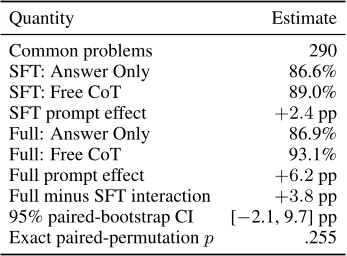 Quantity Estimate
Common problems 290
SFT: Answer Only 86.6%
SFT: Free CoT 89.0%
SFT prompt effect +2.4 pp
Full: Answer Only 86.9%
Full: Free CoT 93.1%
Full prompt effect +6.2 pp
Full minus SFT interaction +3.8 pp
95% paired-bootstrap CI [−2.1, 9.7] pp
Exact paired-permutation p .255